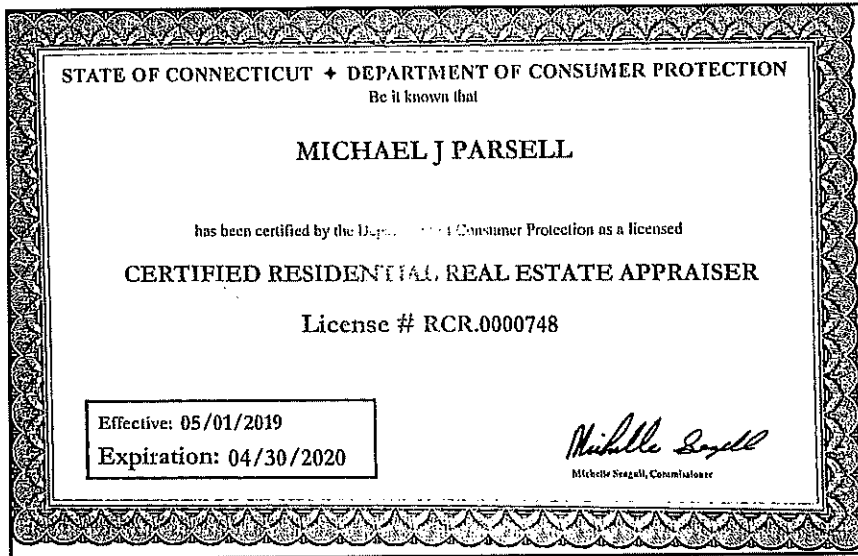 STATE OF CONNECTICUT + DEPARTMENT OF CONSUMER PROTECTION
Be it known that
MICHAEL J PARSELL
has been certified by the Consumer Protection as a licensed
CERTIFIED RESIDENTIAL REAL ESTATE APPRAISER
License # RCR.0000748
Effective: 05/01/2019
Expiration: 04/30/2020
Michelle Seagull
Michelle Seagull, Commissioner